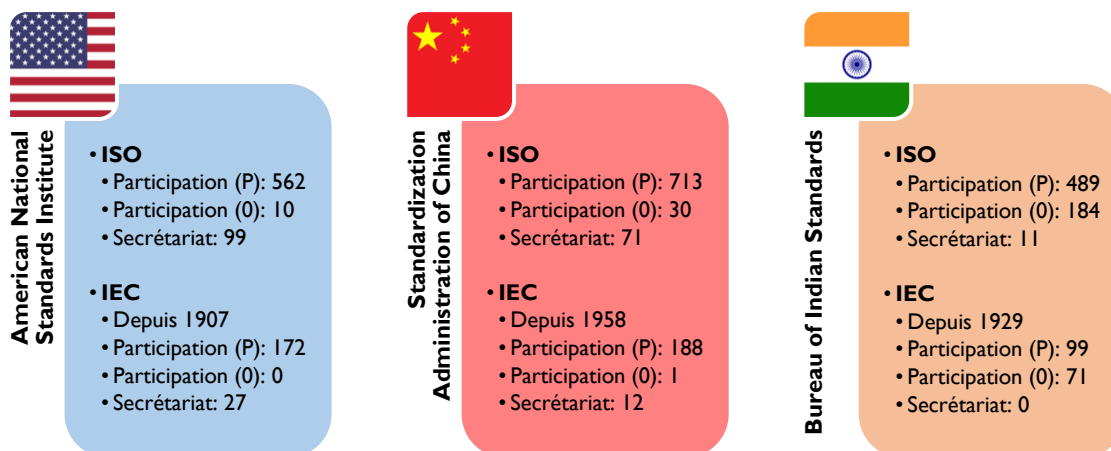 American National
Standards Institute
• ISO
• Participation (P): 562
• Participation (0): 10
• Secrétariat: 99
• IEC
• Depuis 1907
• Participation (P): 172
• Participation (0): 0
• Secrétariat: 27
Standardization
Administration of China
• ISO
• Participation (P): 713
• Participation (0): 30
• Secrétariat: 71
• IEC
• Depuis 1958
• Participation (P): 188
• Participation (0): 1
• Secrétariat: 12
Bureau of Indian Standards
• ISO
• Participation (P): 489
• Participation (0): 184
• Secrétariat: 11
• IEC
• Depuis 1929
• Participation (P): 99
• Participation (0): 71
• Secrétariat: 0